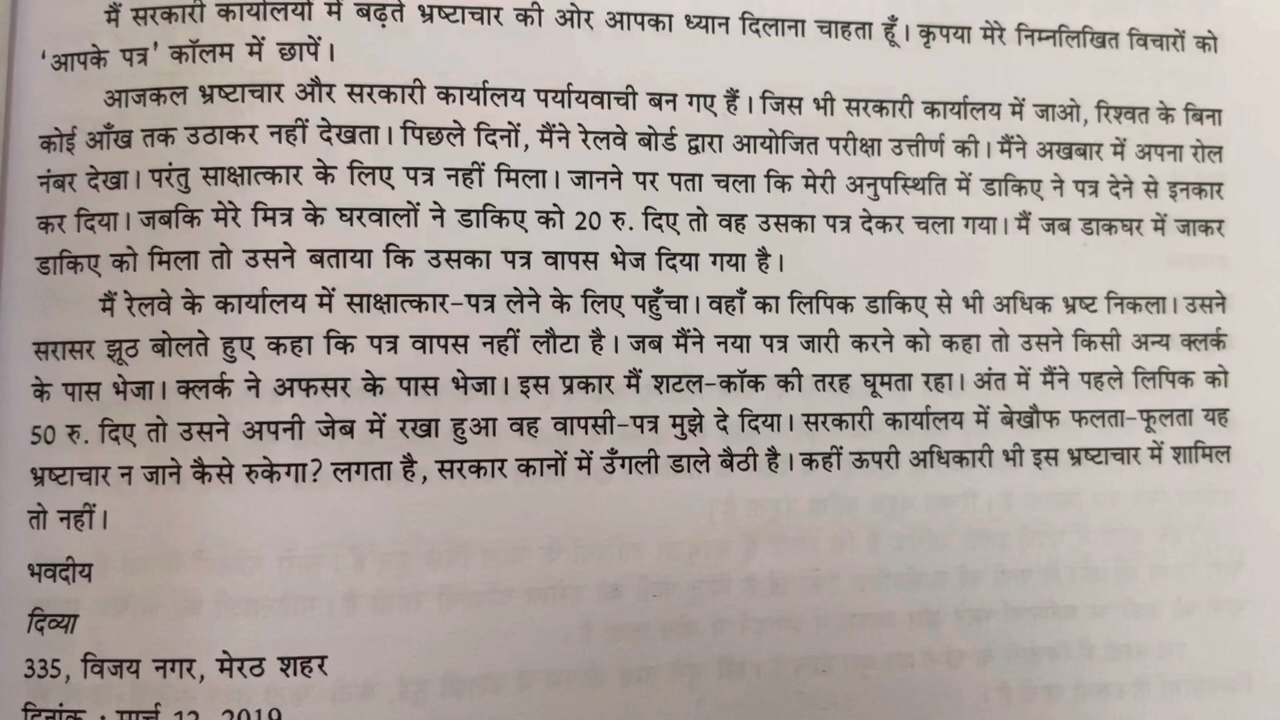 मैं सरकारी कार्यालयों में बढ़ते भ्रष्टाचार की ओर आपका ध्यान दिलाना चाहता हूँ। कृपया मेरे निम्नलिखित विचारों को
‘आपके पत्र’ कॉलम में छापें।
आजकल भ्रष्टाचार और सरकारी कार्यालय पर्यायवाची बन गए हैं। जिस भी सरकारी कार्यालय में जाओ, रिश्वत के बिना
कोई आँख तक उठाकर नहीं देखता। पिछले दिनों, मैंने रेलवे बोर्ड द्वारा आयोजित परीक्षा उत्तीर्ण की। मैंने अखबार में अपना रोल
नंबर देखा। परंतु साक्षात्कार के लिए पत्र नहीं मिला। जानने पर पता चला कि मेरी अनुपस्थिति में डाकिए ने पत्र देने से इनकार
कर दिया। जबकि मेरे मित्र के घरवालों ने डाकिए को 20 रु. दिए तो वह उसका पत्र देकर चला गया। मैं जब डाकघर में जाकर
डाकिए को मिला तो उसने बताया कि उसका पत्र वापस भेज दिया गया है।
मैं रेलवे के कार्यालय में साक्षात्कार-पत्र लेने के लिए पहुँचा। वहाँ का लिपिक डाकिए से भी अधिक भ्रष्ट निकला। उसने
सरासर झूठ बोलते हुए कहा कि पत्र वापस नहीं लौटा है। जब मैंने नया पत्र जारी करने को कहा तो उसने किसी अन्य क्लर्क
के पास भेजा। क्लर्क ने अफसर के पास भेजा। इस प्रकार मैं शटल-कॉक की तरह घूमता रहा। अंत में मैंने पहले लिपिक को
50 रु. दिए तो उसने अपनी जेब में रखा हुआ वह वापसी-पत्र मुझे दे दिया। सरकारी कार्यालय में बेखौफ फलता-फूलता यह
भ्रष्टाचार न जाने कैसे रुकेगा? लगता है, सरकार कानों में उँगली डाले बैठी है। कहीं ऊपरी अधिकारी भी इस भ्रष्टाचार में शामिल
तो नहीं।
भवदीय
दिव्या
335, विजय नगर, मेरठ शहर
दिनांक : मार्च 12, 2019